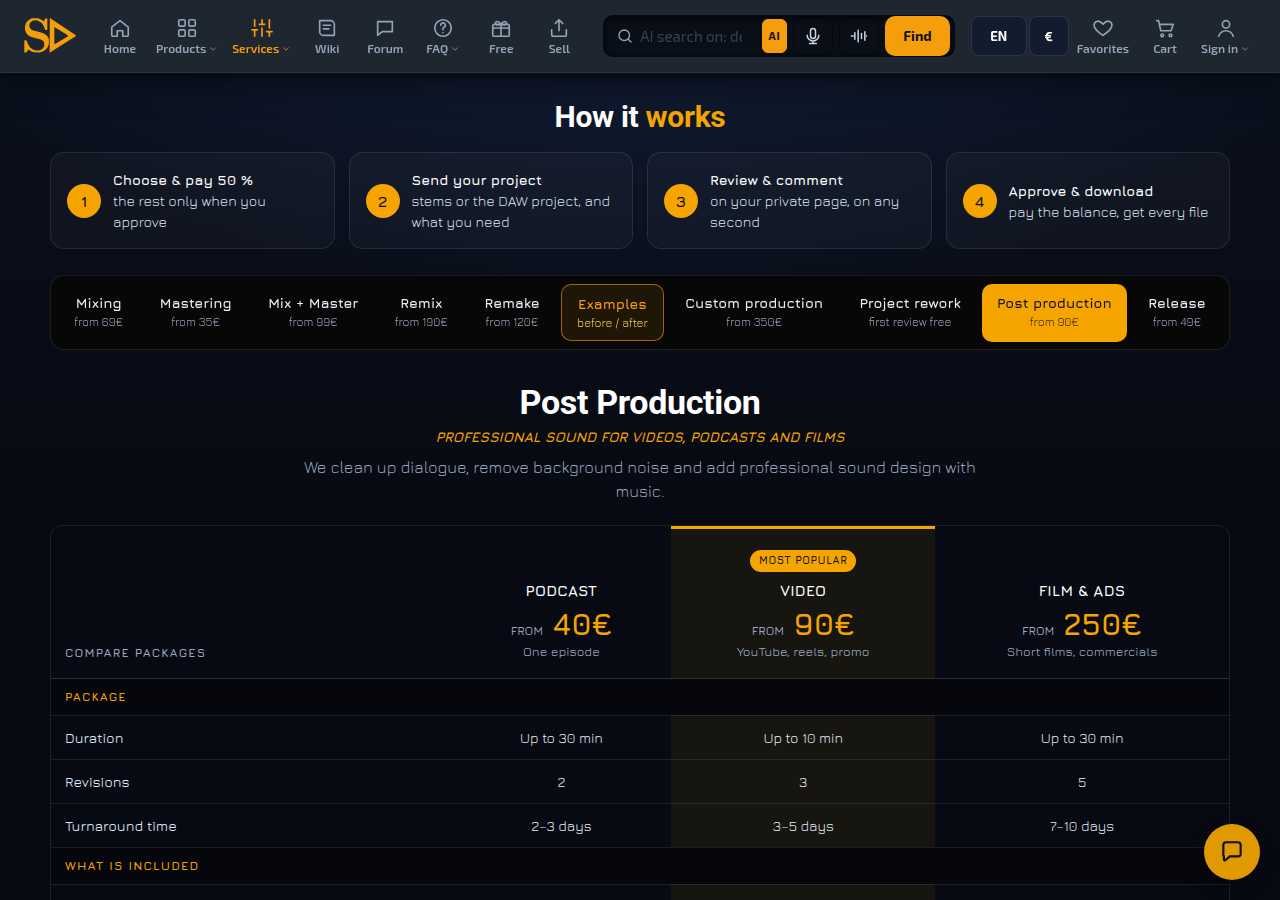 SD
Home
Products
Services
Wiki
Forum
FAQ
Free
Sell
AI search on: d
AI
Find
EN
€
Favorites
Cart
Sign in
How it works
1
Choose & pay 50 %
the rest only when you
approve
2
Send your project
stems or the DAW project, and
what you need
3
Review & comment
on your private page, on any
second
4
Approve & download
pay the balance, get every file
Mixing
from 69€
Mastering
from 35€
Mix + Master
from 99€
Remix
from 190€
Remake
from 120€
Examples
before / after
Custom production
from 350€
Project rework
first review free
Post production
from 90€
Release
from 49€
Post Production
PROFESSIONAL SOUND FOR VIDEOS, PODCASTS AND FILMS
We clean up dialogue, remove background noise and add professional sound design with
music.
MOST POPULAR
PODCAST VIDEO FILM & ADS
FROM 40€ FROM 90€ FROM 250€
COMPARE PACKAGES One episode YouTube, reels, promo Short films, commercials
PACKAGE
Duration Up to 30 min Up to 10 min Up to 30 min
Revisions 2 3 5
Turnaround time 2–3 days 3–5 days 7–10 days
WHAT IS INCLUDED